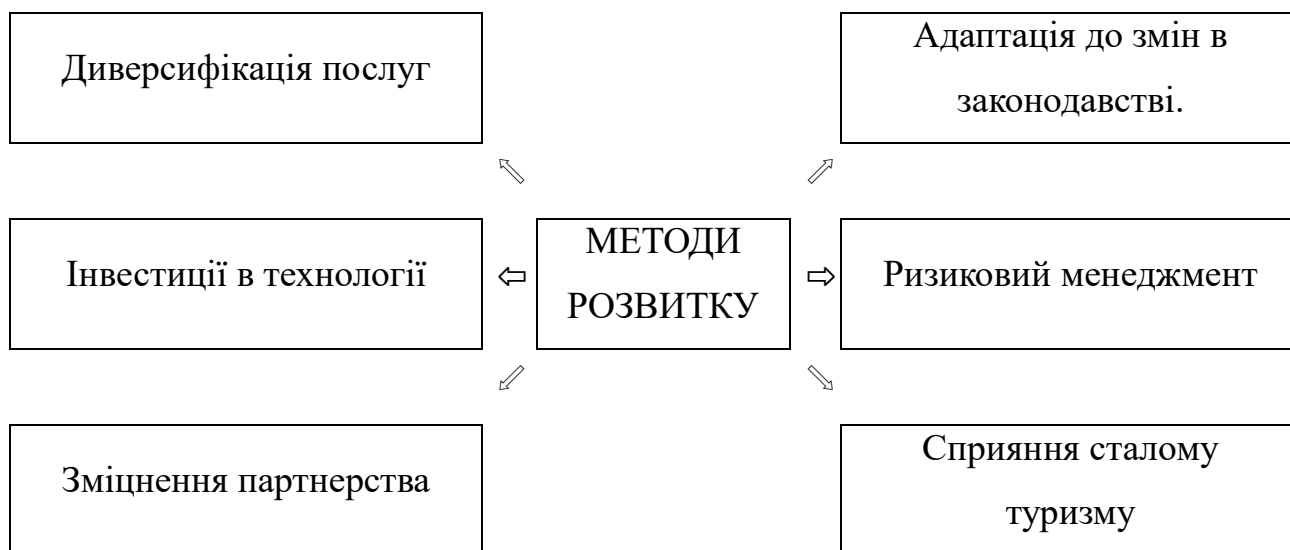 Диверсифікація послуг
Адаптація до змін в
законодавстві.
Інвестиції в технології
МЕТОДИ
РОЗВИТКУ
Ризиковий менеджмент
Зміцнення партнерства
Сприяння сталому
туризму